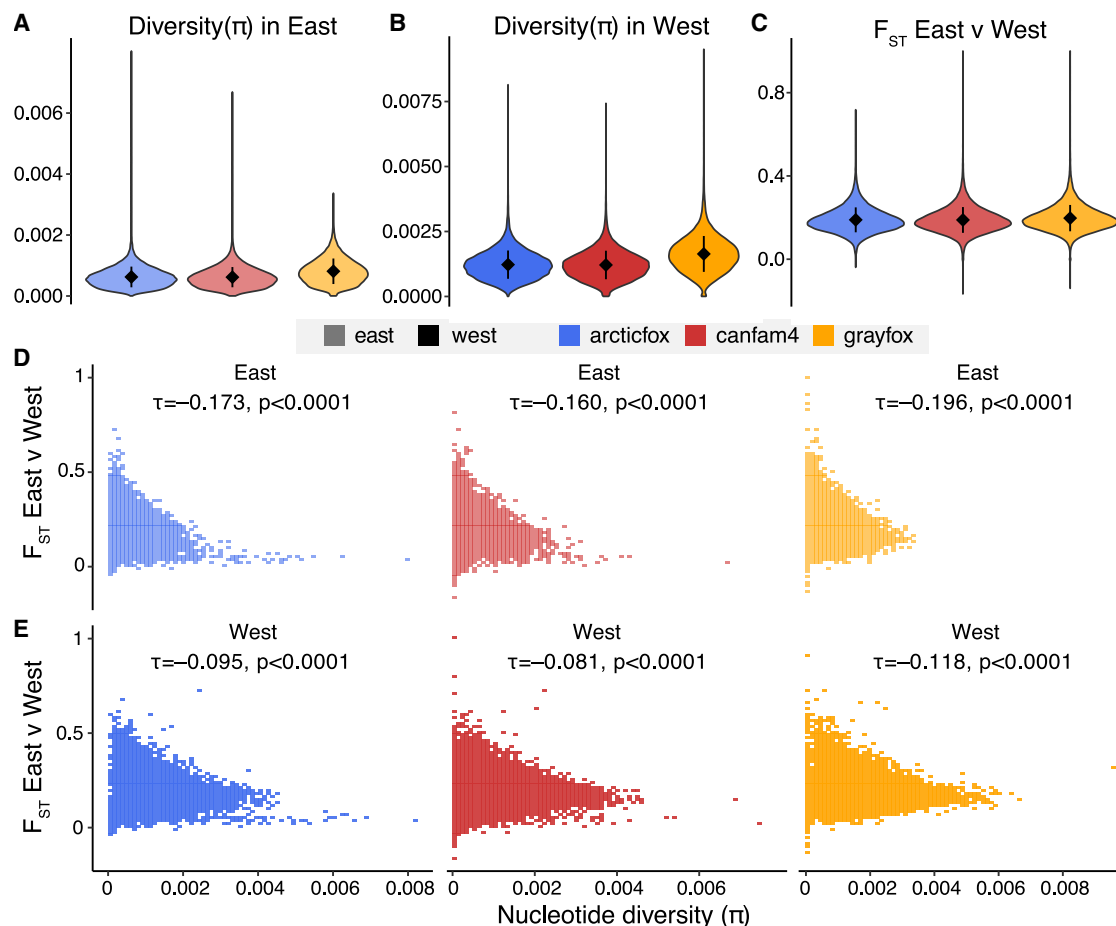 A Diversity(π) in East
B Diversity(π) in West
C F_ST East v West
0.006
0.004
0.002
0.000
0.0075
0.0050
0.0025
0.0000
0.8
0.4
0.0
east west arcticfox canfam4 grayfox
D
East East East
τ=−0.173, p<0.0001 τ=−0.160, p<0.0001 τ=−0.196, p<0.0001
F_ST East v West
1
0.5
0
E
West West West
τ=−0.095, p<0.0001 τ=−0.081, p<0.0001 τ=−0.118, p<0.0001
F_ST East v West
1
0.5
0
0 0.002 0.006 0.008 0 0.002 0.004 0.006 0 0.002 0.004 0.006 0.008
Nucleotide diversity (π)